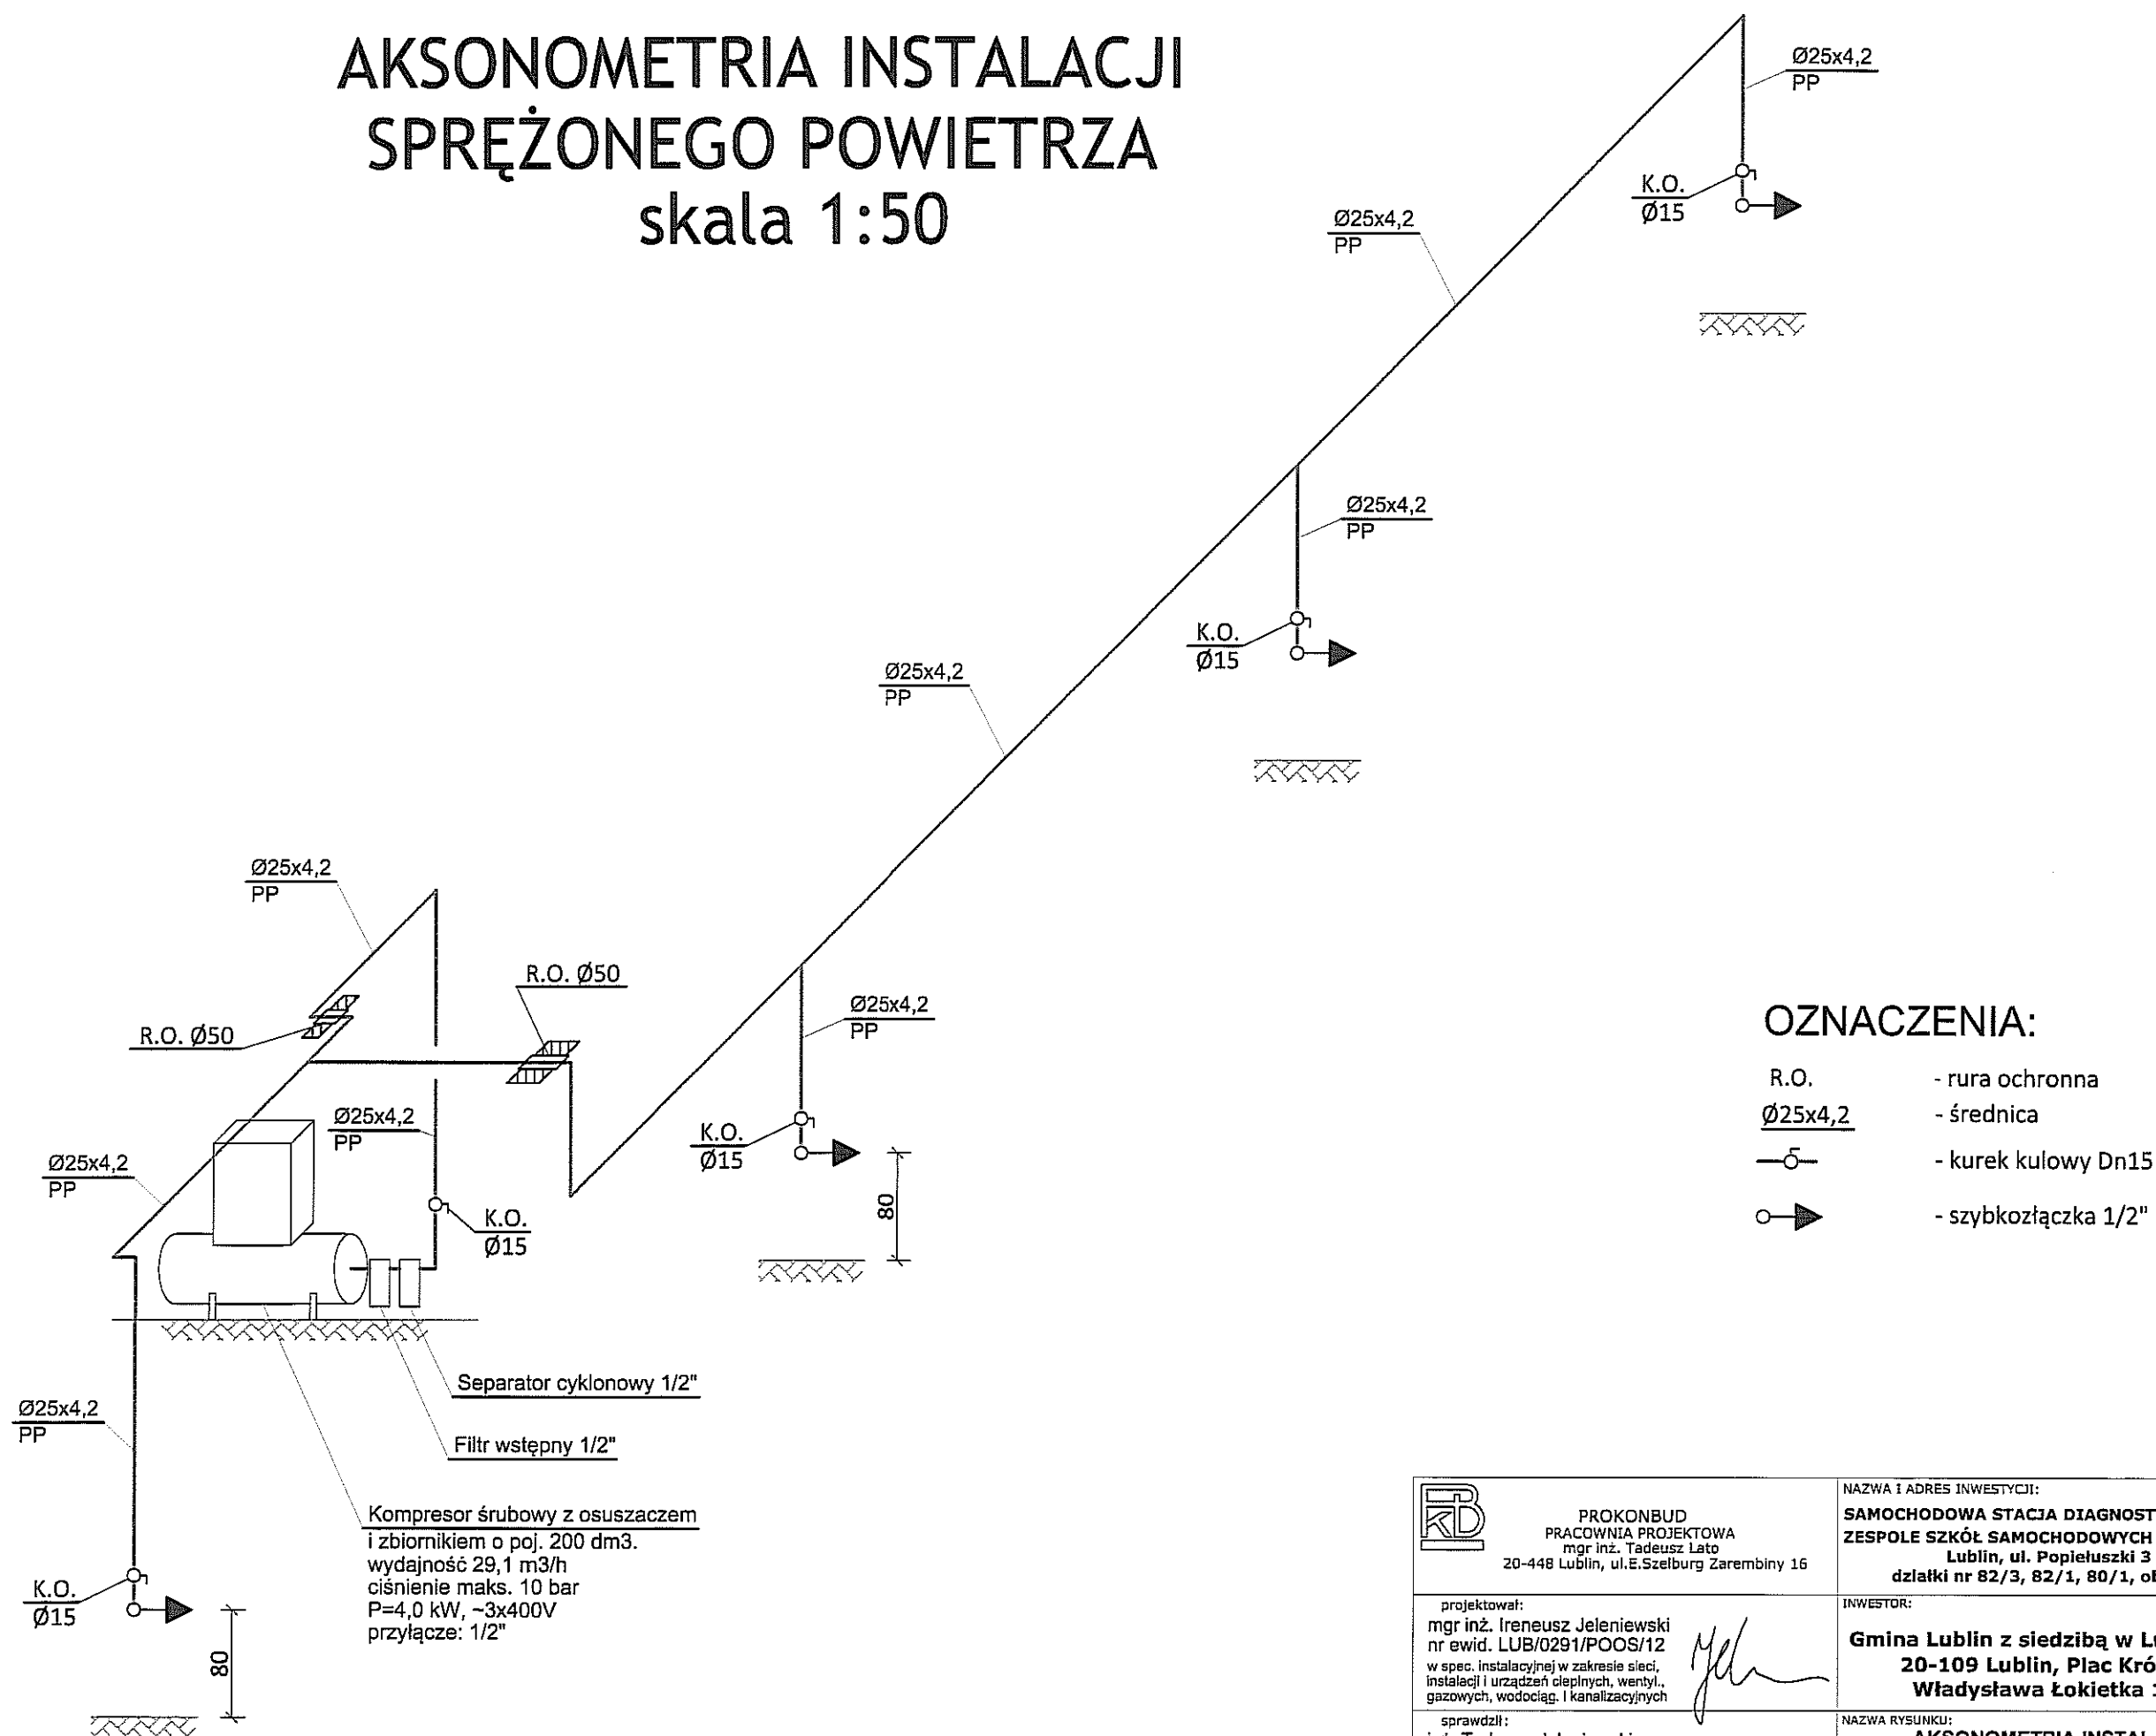 AKSONOMETRIA INSTALACJI
SPRĘŻONEGO POWIETRZA
skala 1:50
Ø25x4,2
PP
K.O.
Ø15
Ø25x4,2
PP
Ø25x4,2
PP
K.O.
Ø15
Ø25x4,2
PP
Ø25x4,2
PP
R.O. Ø50
R.O. Ø50
Ø25x4,2
PP
K.O.
Ø15
80
Ø25x4,2
PP
Ø25x4,2
PP
K.O.
Ø15
Separator cyklonowy 1/2"
Filtr wstępny 1/2"
Kompresor śrubowy z osuszaczem
i zbiornikiem o poj. 200 dm3.
wydajność 29,1 m3/h
ciśnienie maks. 10 bar
P=4,0 kW, ~3x400V
przyłącze: 1/2"
Ø25x4,2
PP
K.O.
Ø15
80
OZNACZENIA:
R.O. - rura ochronna
Ø25x4,2 - średnica
- kurek kulowy Dn15
- szybkozłączka 1/2"
PROKONBUD
PRACOWNIA PROJEKTOWA
mgr inż. Tadeusz Lato
20-448 Lublin, ul.E.Szelburg Zarembiny 16
NAZWA I ADRES INWESTYCJI:
SAMOCHODOWA STACJA DIAGNOST
ZESPOLE SZKÓŁ SAMOCHODOWYCH
Lublin, ul. Popiełuszki 3
działki nr 82/3, 82/1, 80/1,
projektował:
mgr inż. Ireneusz Jeleniewski
nr ewid. LUB/0291/POOS/12
w spec. instalacyjnej w zakresie sieci,
instalacji i urządzeń cieplnych, wentyl.,
gazowych, wodociąg. i kanalizacyjnych
INWESTOR:
Gmina Lublin z siedzibą w L
20-109 Lublin, Plac Kró
Władysława Łokietka
sprawdził:
NAZWA RYSUNKU:
AKSONOMETRIA INSTAL